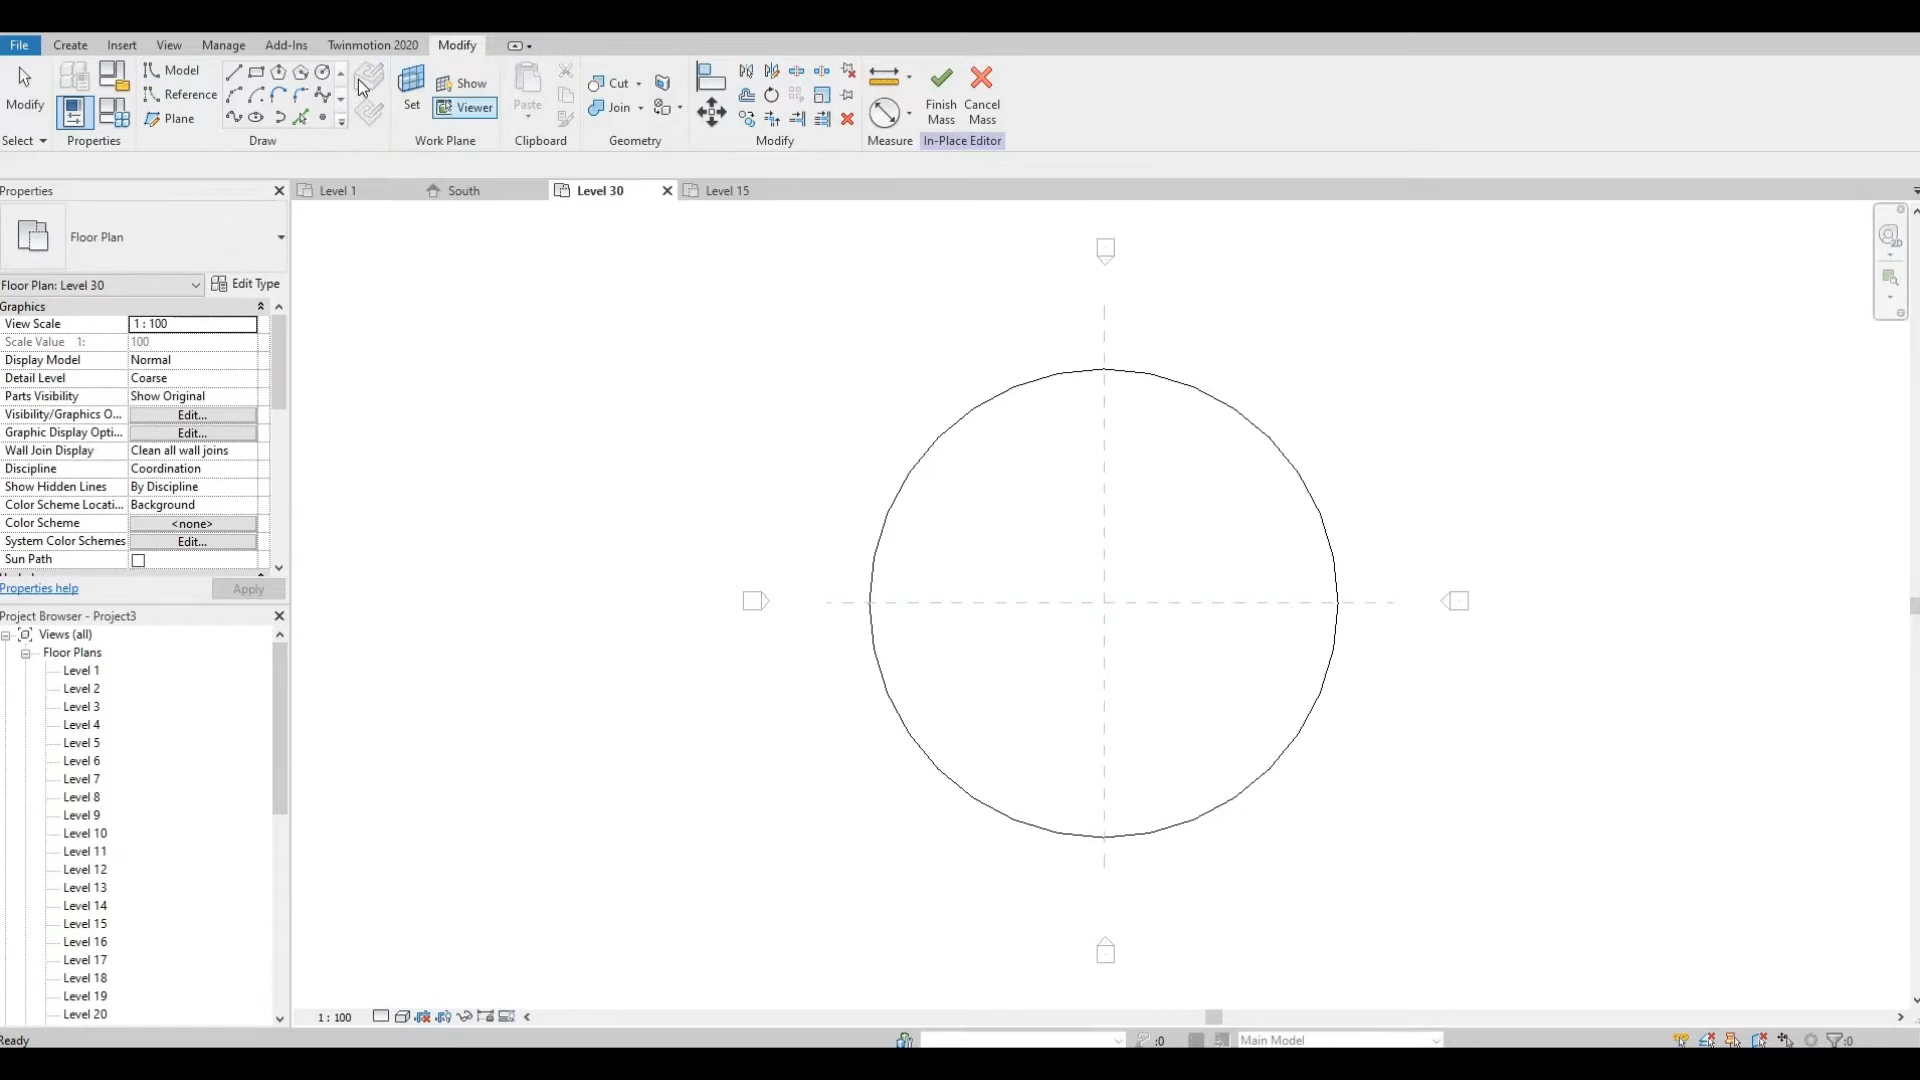 File Create Insert View Manage Add-Ins Twinmotion 2020 Modify
Modify Model Reference Plane Set Show Viewer Paste Cut Join Finish Mass Cancel Mass
Select Properties Draw Work Plane Clipboard Geometry Modify Measure In-Place Editor
Properties Level 1 South Level 30 Level 15
Floor Plan
Floor Plan: Level 30 Edit Type
Graphics
View Scale 1 : 100
Scale Value 1: 100
Display Model Normal
Detail Level Coarse
Parts Visibility Show Original
Visibility/Graphics O... Edit...
Graphic Display Opti... Edit...
Wall Join Display Clean all wall joins
Discipline Coordination
Show Hidden Lines By Discipline
Color Scheme Locati... Background
Color Scheme <none>
System Color Schemes Edit...
Sun Path
Properties help Apply
Project Browser - Project3
Views (all)
Floor Plans
Level 1
Level 2
Level 3
Level 4
Level 5
Level 6
Level 7
Level 8
Level 9
Level 10
Level 11
Level 12
Level 13
Level 14
Level 15
Level 16
Level 17
Level 18
Level 19
Level 20
1 : 100
Ready :0 Main Model :0